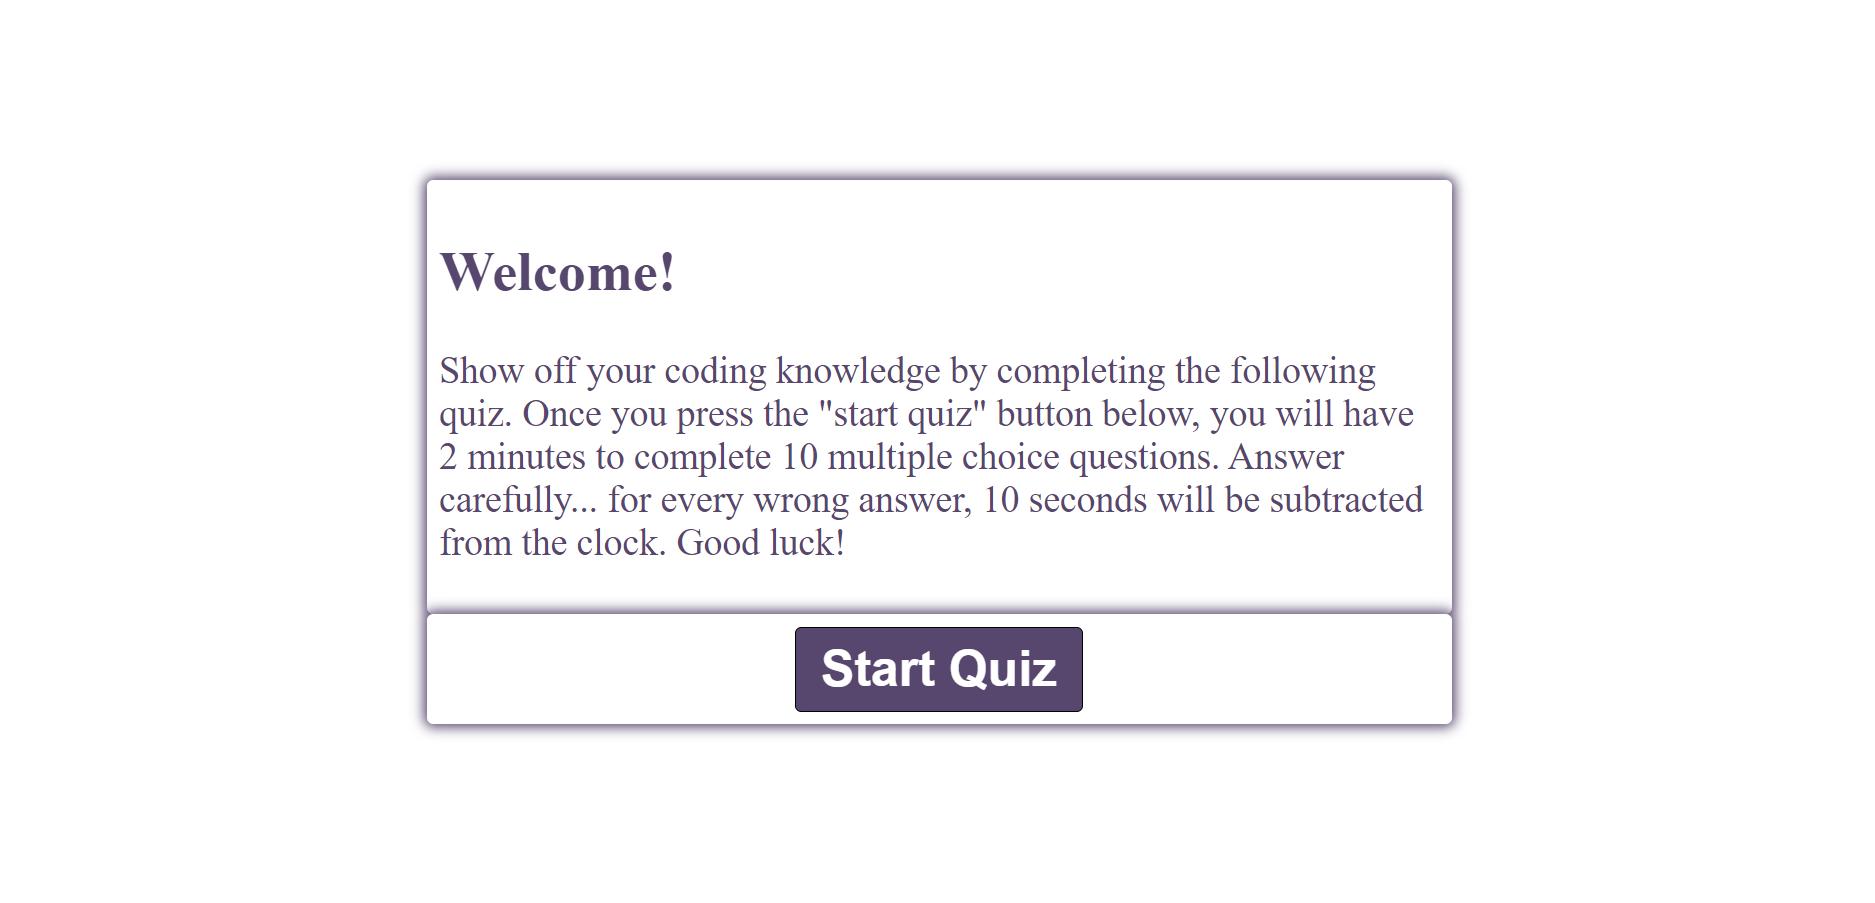 Welcome!
Show off your coding knowledge by completing the following
quiz. Once you press the "start quiz" button below, you will have
2 minutes to complete 10 multiple choice questions. Answer
carefully... for every wrong answer, 10 seconds will be subtracted
from the clock. Good luck!
Start Quiz